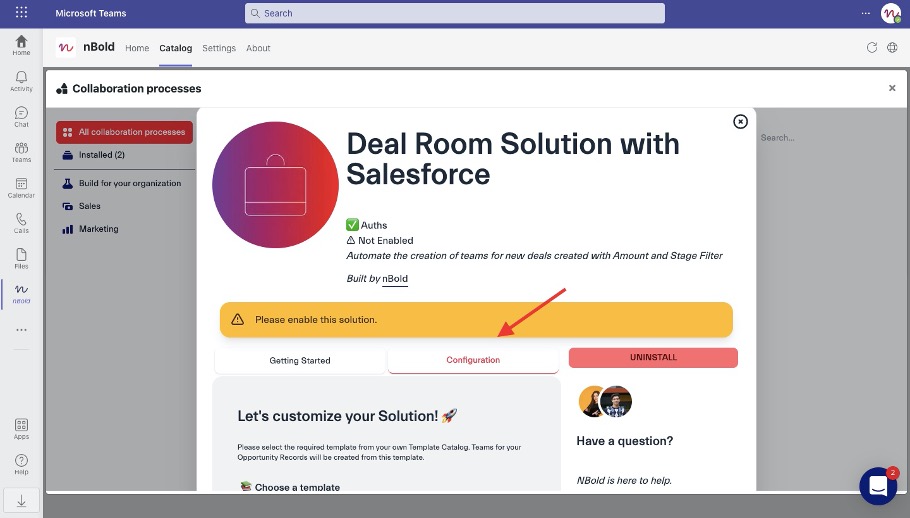 Microsoft Teams
Search
nBold
Home
Catalog
Settings
About
Home
Activity
Chat
Teams
Calendar
Calls
Files
nBold
Apps
Help
Collaboration processes
All collaboration processes
Installed (2)
Build for your organization
Sales
Marketing
Search...
Deal Room Solution with
Salesforce
Auths
Not Enabled
Automate the creation of teams for new deals created with Amount and Stage Filter
Built by nBold
Please enable this solution.
Getting Started
Configuration
UNINSTALL
Let's customize your Solution!
Please select the required template from your own Template Catalog. Teams for your
Opportunity Records will be created from this template.
Choose a template
Have a question?
NBold is here to help.
2